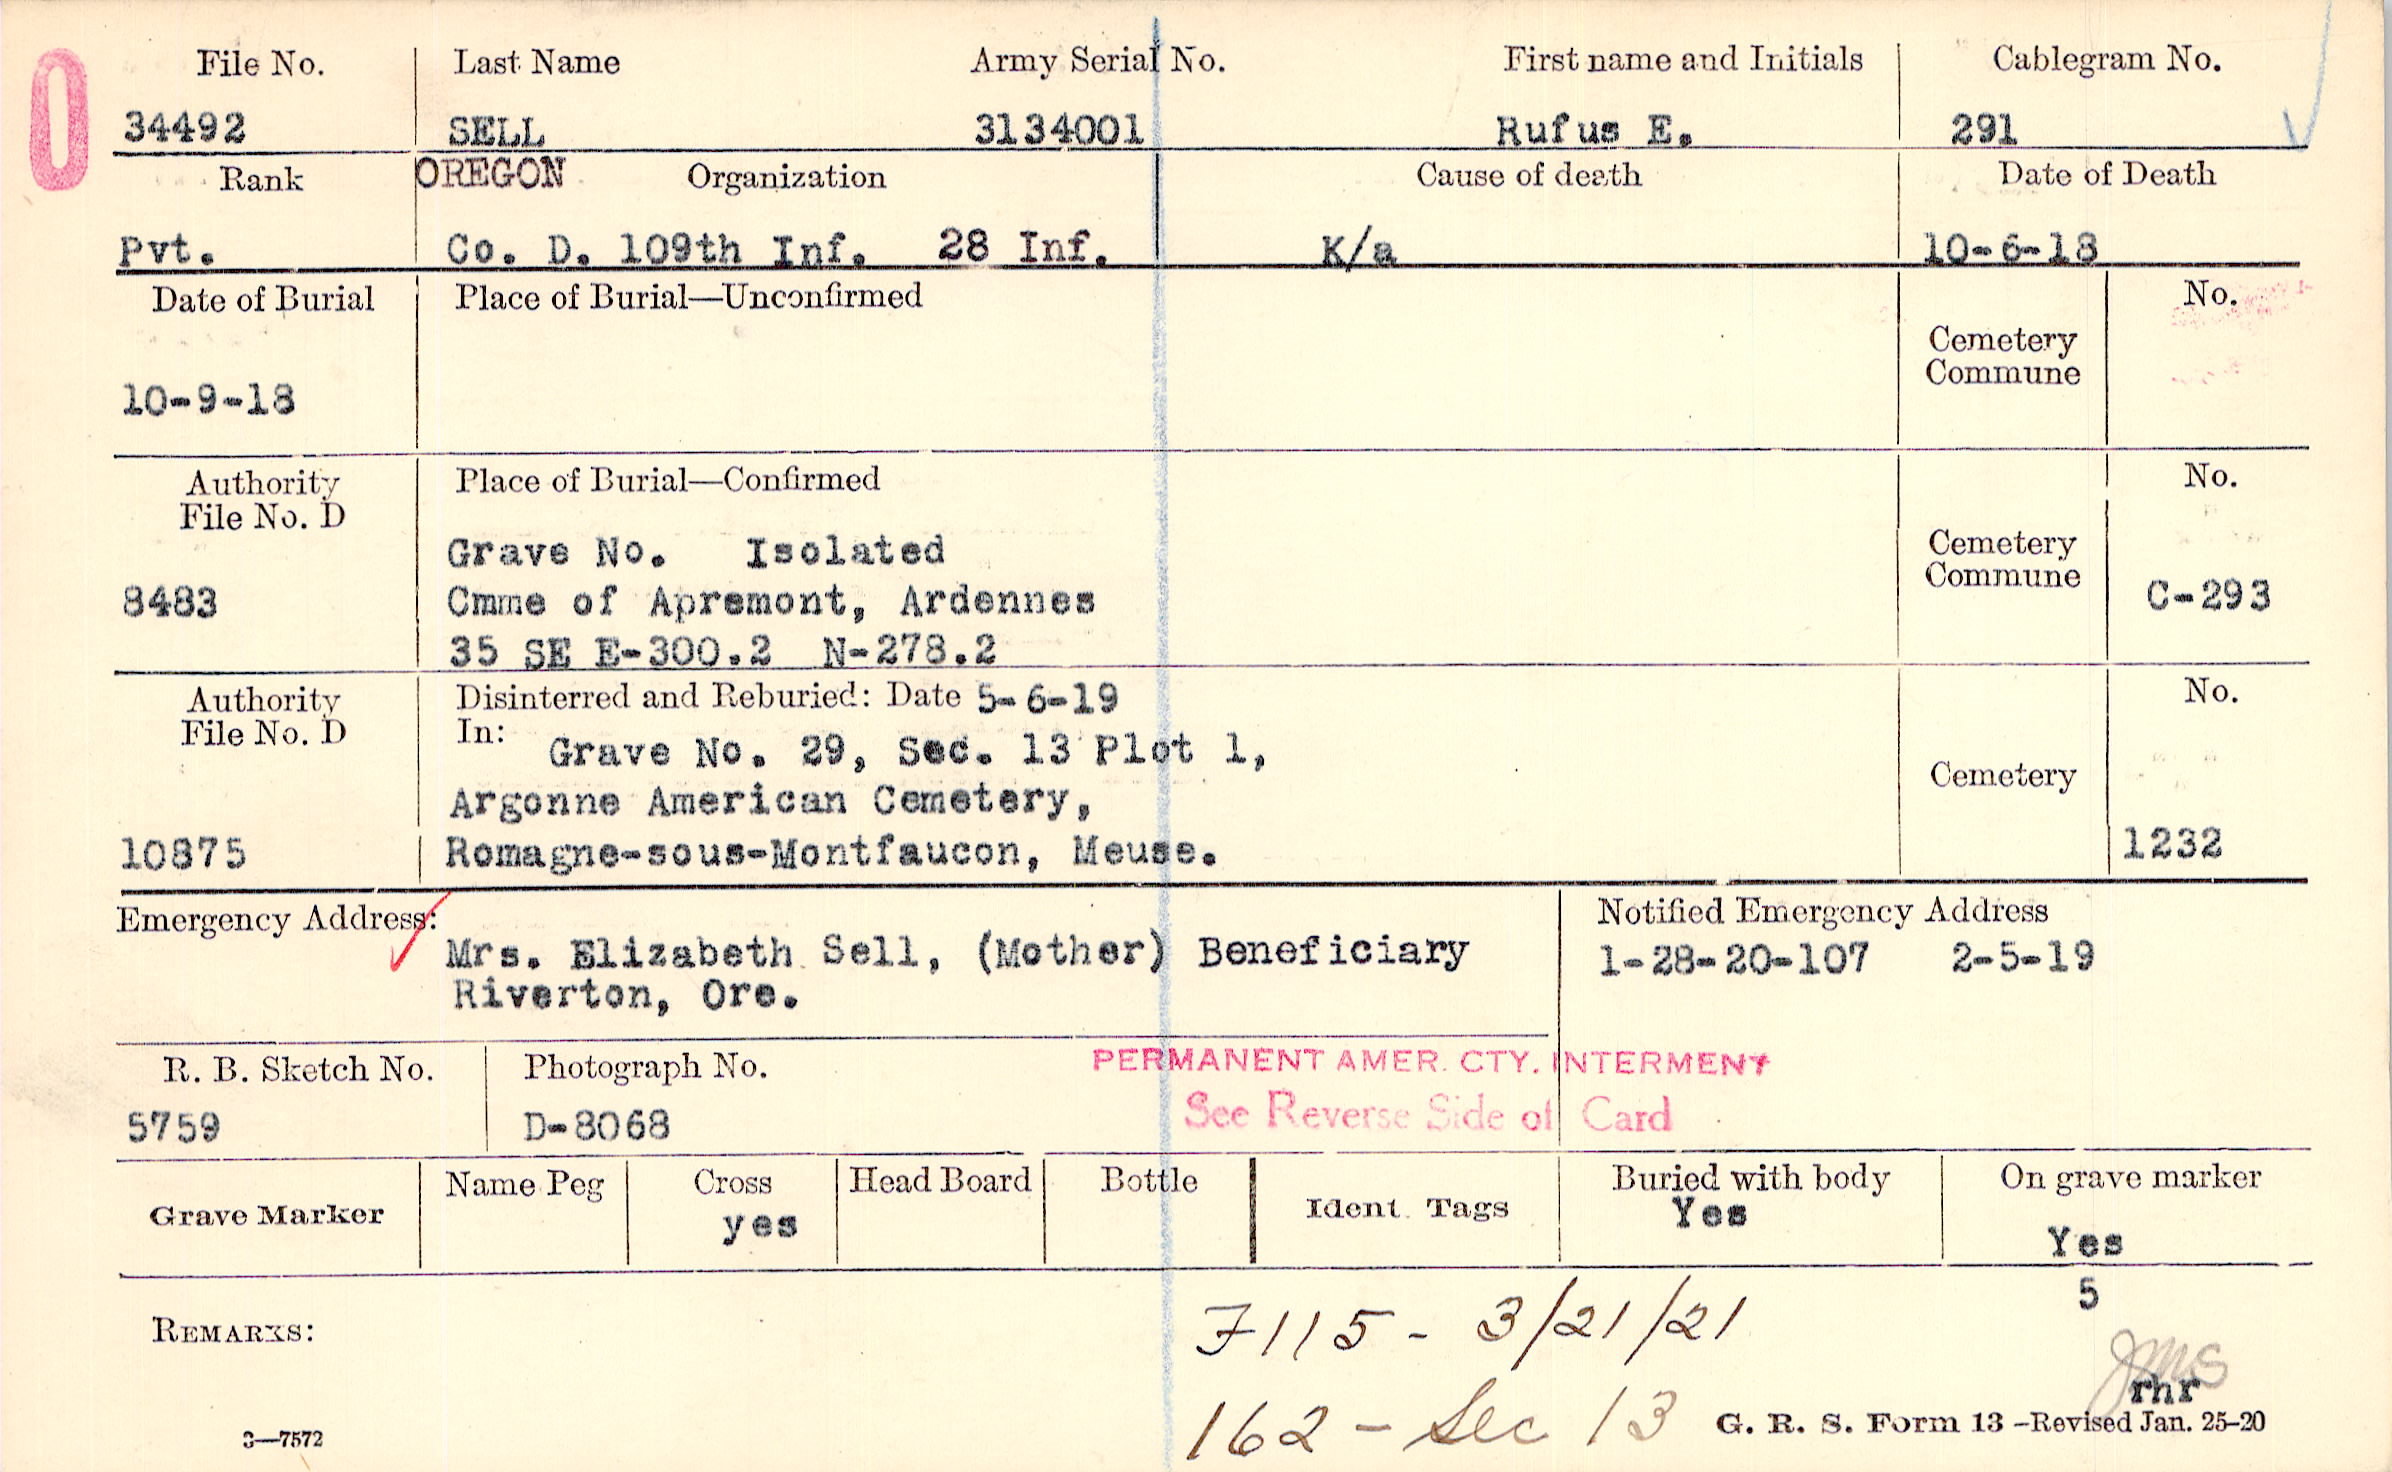 File No. Last Name Army Serial No. First name and Initials Cablegram No.
34492 SELL 3134001 Rufus E. 291
Rank OREGON Organization Cause of death Date of Death
Pvt. Co. D. 109th Inf. 28 Inf. K/a 10-6-18
Date of Burial Place of Burial—Unconfirmed No.
Cemetery
Commune
10-9-18
Authority Place of Burial—Confirmed No.
File No. D
Grave No. Isolated Cemetery
8483 Cmme of Apremont, Ardennes Commune C-293
35 SE E-300.2 N-278.2
Authority Disinterred and Reburied: Date 5-6-19 No.
File No. D In: Grave No. 29, Sec. 13 Plot 1,
Argonne American Cemetery, Cemetery
10875 Romagne-sous-Montfaucon, Meuse. 1232
Emergency Address: Notified Emergency Address
Mrs. Elizabeth Sell, (Mother) Beneficiary 1-28-20-107 2-5-19
Riverton, Ore.
R. B. Sketch No. Photograph No. PERMANENT AMER. CTY. INTERMENT
5759 D-8068 See Reverse Side of Card
Grave Marker Name Peg Cross Head Board Bottle Ident. Tags Buried with body On grave marker
yes Yes Yes
5
REMARKS: F115 - 3/21/21
JMS
rhr
162 - Sec 13 G. R. S. Form 13 -Revised Jan. 25-20
3—7572
0